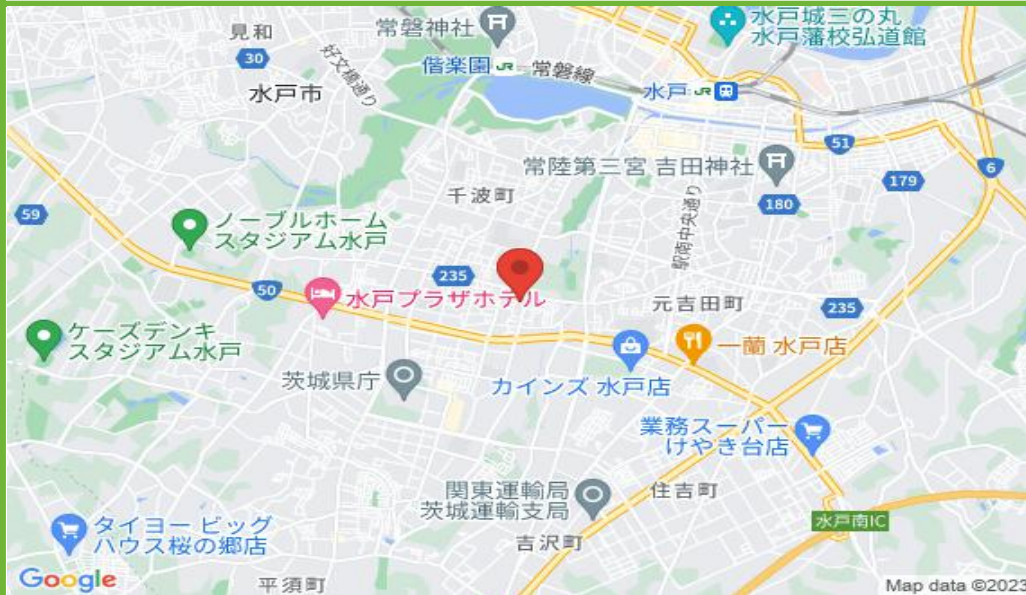 見和
常磐神社
水戸城三の丸
水戸藩校弘道館
30
好文橋通り
偕楽園
JR
常磐線
水戸市
水戸
JR
51
6
常陸第三宮 吉田神社
179
千波町
180
59
ノーブルホーム
スタジアム水戸
駅南中央通り
235
50
水戸プラザホテル
元吉田町
235
ケーズデンキ
スタジアム水戸
一蘭 水戸店
茨城県庁
カインズ 水戸店
業務スーパー
けやき台店
関東運輸局
茨城運輸支局
住吉町
水戸南IC
タイヨー ビッグ
ハウス桜の郷店
吉沢町
Google
平須町
Map data ©2023